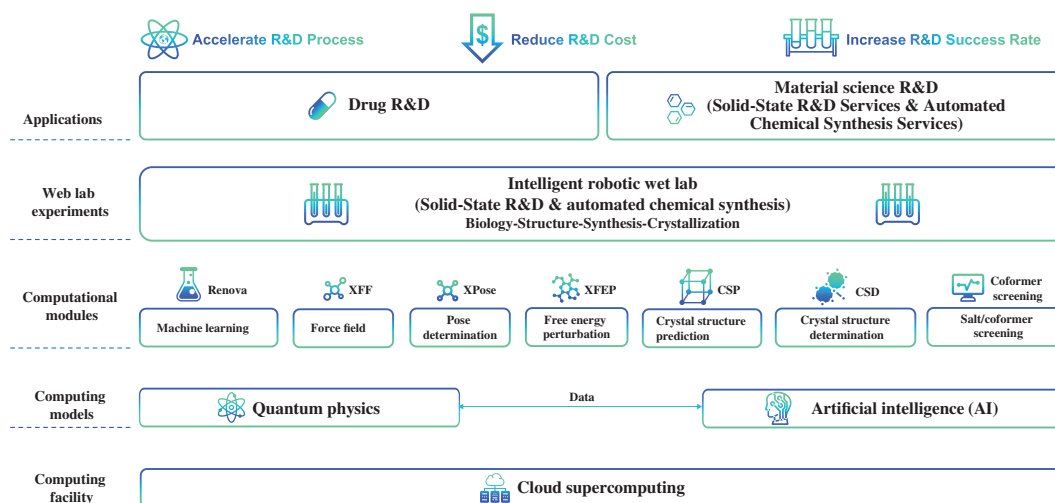 Accelerate R&D Process
$
Reduce R&D Cost
Increase R&D Success Rate
Applications
Drug R&D
Material science R&D
(Solid-State R&D Services & Automated
Chemical Synthesis Services)
Web lab
experiments
Intelligent robotic wet lab
(Solid-State R&D & automated chemical synthesis)
Biology-Structure-Synthesis-Crystallization
Computational
modules
Renova
Machine learning
XFF
Force field
XPose
Pose
determination
XFEP
Free energy
perturbation
CSP
Crystal structure
prediction
CSD
Crystal structure
determination
Coformer
screening
Salt/coformer
screening
Computing
models
Quantum physics
Data
Artificial intelligence (AI)
Computing
facility
Cloud supercomputing